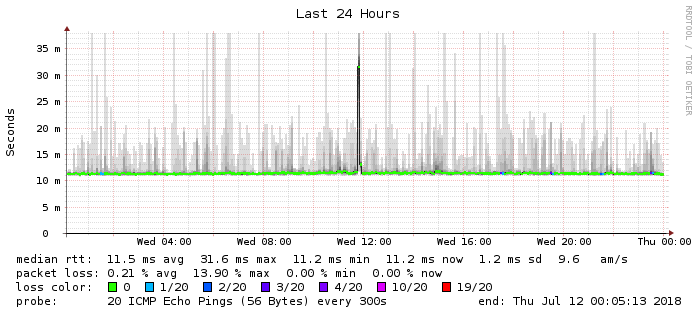 Last 24 Hours
RRDTOOL / TOBI OETIKER
Seconds
35 m
30 m
25 m
20 m
15 m
10 m
5 m
0
Wed 04:00 Wed 08:00 Wed 12:00 Wed 16:00 Wed 20:00 Thu 00:00
median rtt: 11.5 ms avg 31.6 ms max 11.2 ms min 11.2 ms now 1.2 ms sd 9.6 am/s
packet loss: 0.21 % avg 13.90 % max 0.00 % min 0.00 % now
loss color: 0 1/20 2/20 3/20 4/20 10/20 19/20
probe: 20 ICMP Echo Pings (56 Bytes) every 300s end: Thu Jul 12 00:05:13 2018